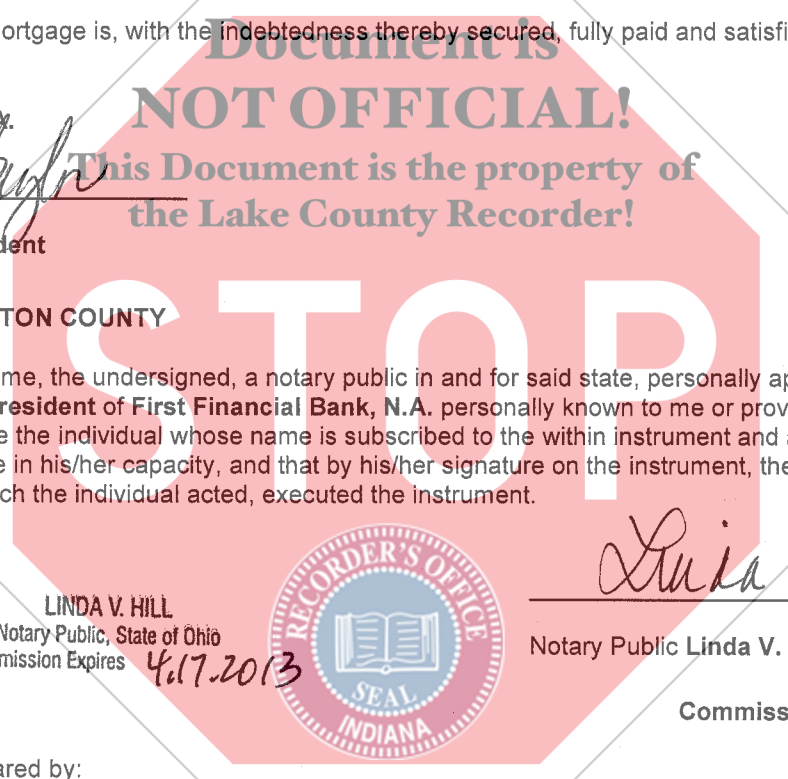 ortgage is, with the indebtedness thereby secured, fully paid and satisfi
Document is
NOT OFFICIAL!
This Document is the property of
the Lake County Recorder!
dent
STOP
TON COUNTY
me, the undersigned, a notary public in and for said state, personally ap
resident of First Financial Bank, N.A. personally known to me or prov
e the individual whose name is subscribed to the within instrument and a
e in his/her capacity, and that by his/her signature on the instrument, the
ch the individual acted, executed the instrument.
RECORDER'S OFFICE
SEAL
INDIANA
Linda
LINDA V. HILL
Notary Public, State of Ohio
mission Expires 4.17.2013
Notary Public Linda V.
Commiss
ared by: